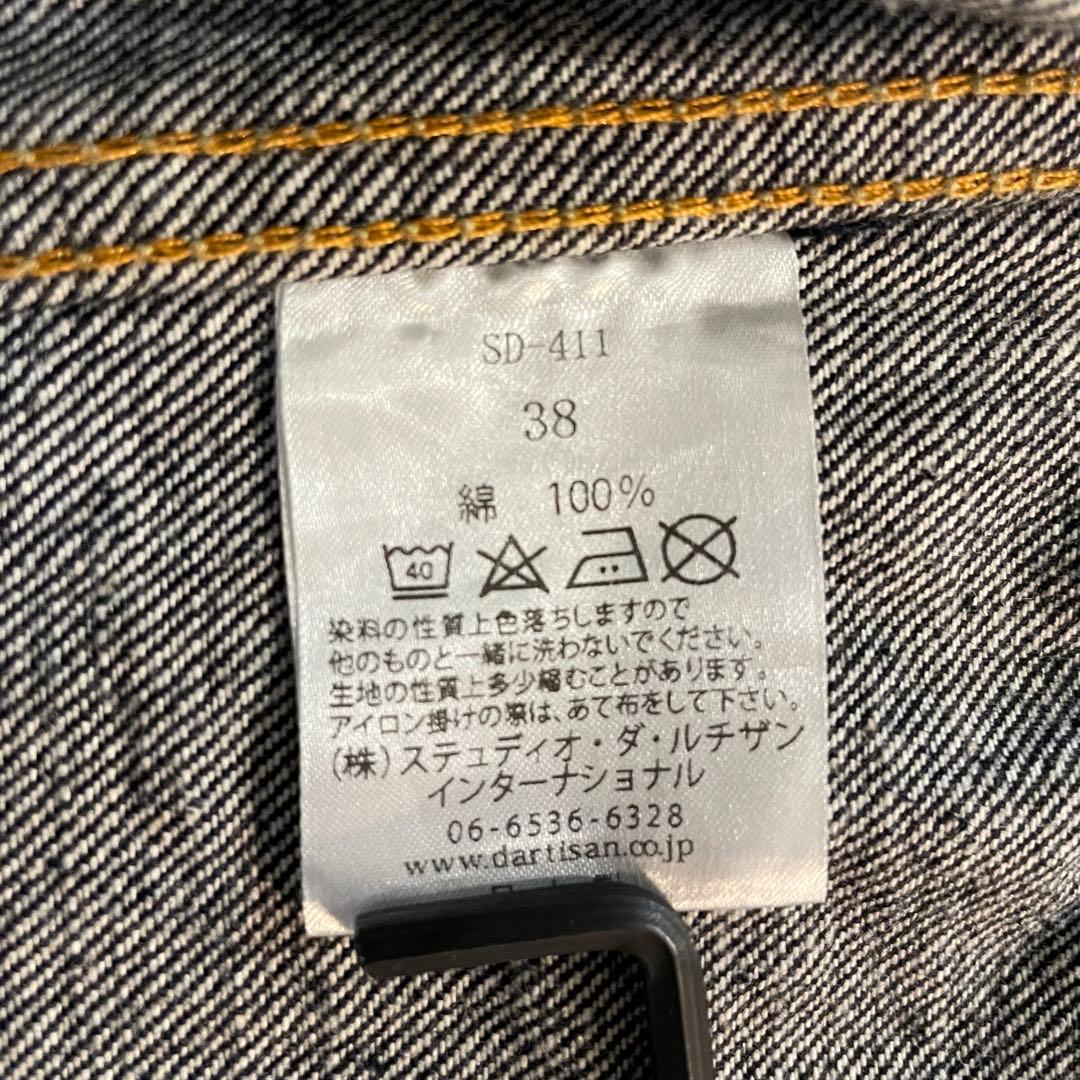 SD-411
38
綿 100%
40
染料の性質上色落ちしますので
他のものと一緒に洗わないでください。
生地の性質上多少縮むことがあります。
アイロン掛けの際は、あて布をして下さい。
(株)ステュディオ・ダ・ルチザン
インターナショナル
06-6536-6328
www.dartisan.co.jp